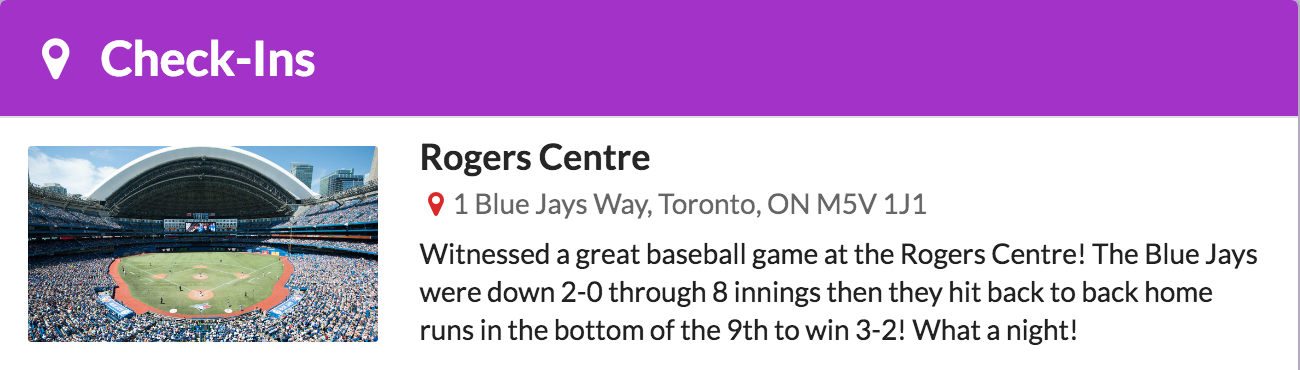 Check-Ins
Rogers Centre
1 Blue Jays Way, Toronto, ON M5V 1J1
Witnessed a great baseball game at the Rogers Centre! The Blue Jays
were down 2-0 through 8 innings then they hit back to back home
runs in the bottom of the 9th to win 3-2! What a night!